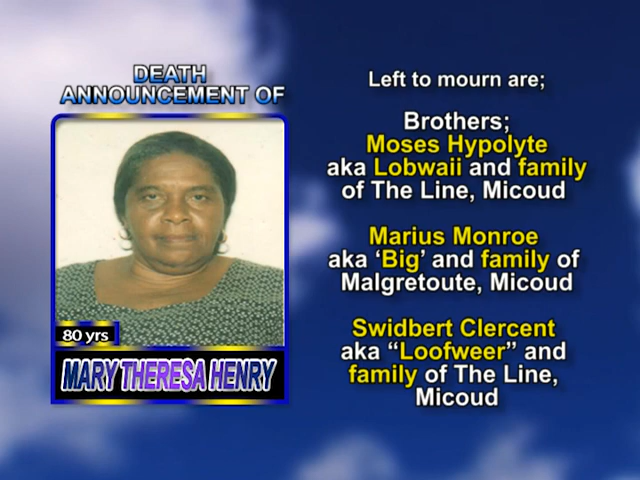 DEATH
ANNOUNCEMENT OF
80 yrs
MARY THERESA HENRY
Left to mourn are;
Brothers;
Moses Hypolyte
aka Lobwaii and family
of The Line, Micoud
Marius Monroe
aka ‘Big’ and family of
Malgretoute, Micoud
Swidbert Clercent
aka “Loofweer” and
family of The Line,
Micoud